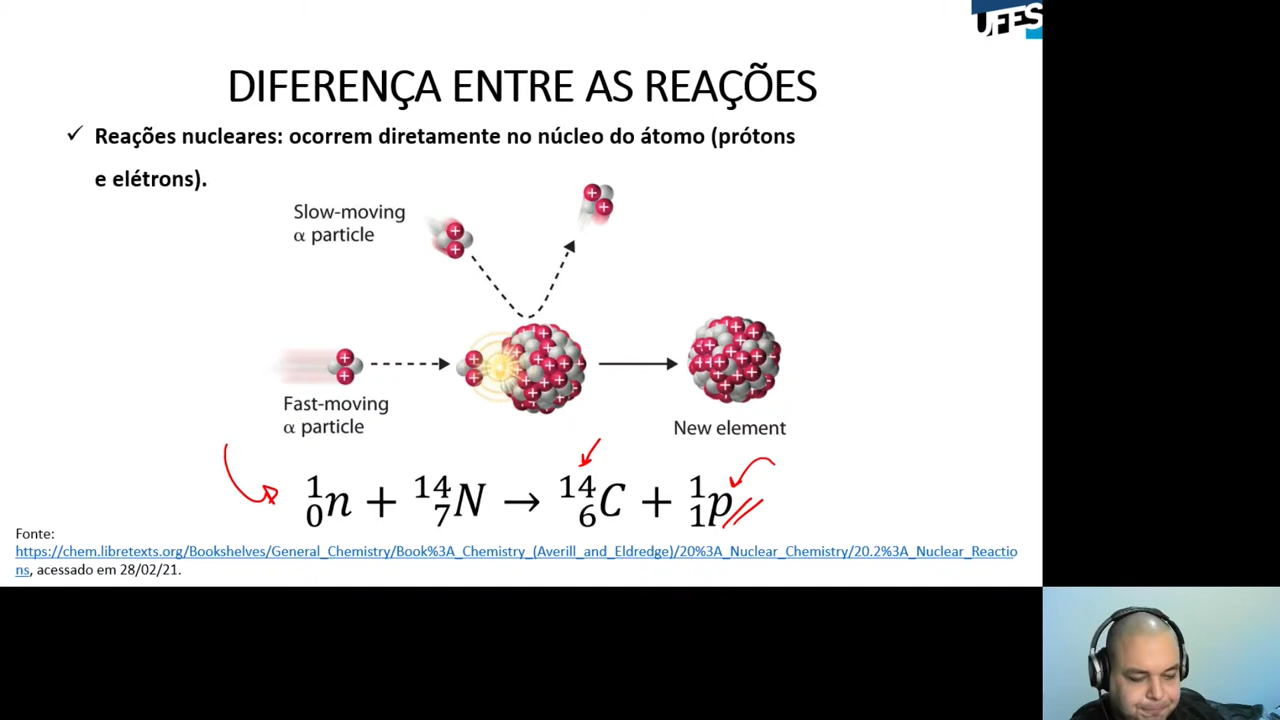 UFES
DIFERENÇA ENTRE AS REAÇÕES
✓ Reações nucleares: ocorrem diretamente no núcleo do átomo (prótons
e elétrons).
Slow-moving
α particle
Fast-moving
α particle
New element
¹₀n + ¹⁴₇N → ¹⁴₆C + ¹₁p
Fonte:
https://chem.libretexts.org/Bookshelves/General_Chemistry/Book%3A_Chemistry_(Averill_and_Eldredge)/20%3A_Nuclear_Chemistry/20.2%3A_Nuclear_Reactio
ns, acessado em 28/02/21.